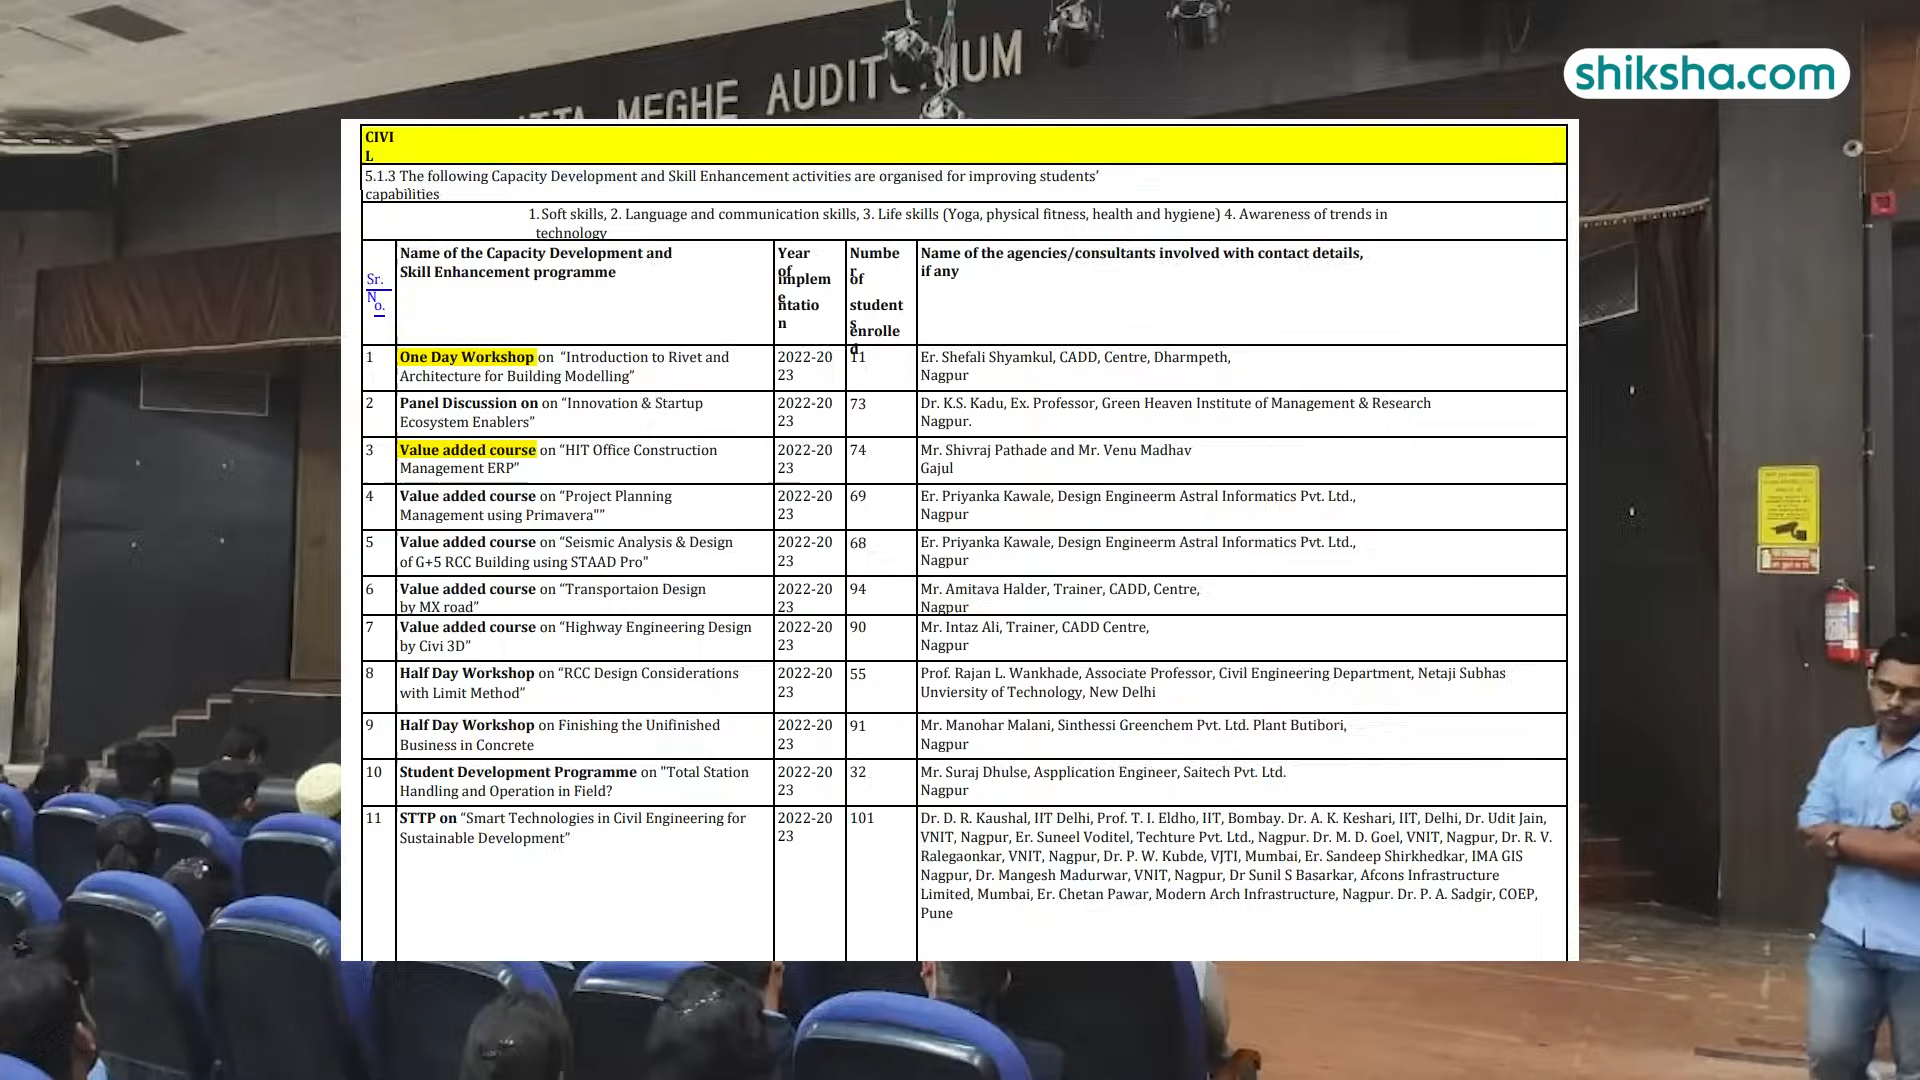 MEGHE AUDIT
IUM
shiksha.com
CIVI
L
5.1.3 The following Capacity Development and Skill Enhancement activities are organised for improving students’
capabilities
1. Soft skills, 2. Language and communication skills, 3. Life skills (Yoga, physical fitness, health and hygiene) 4. Awareness of trends in
technology
Sr.
N
o.
Name of the Capacity Development and
Skill Enhancement programme
Year
of
implem
e
ntatio
n
Numbe
r
of
student
s
enrolle
d
Name of the agencies/consultants involved with contact details,
if any
1 One Day Workshop on “Introduction to Rivet and 2022-20 11 Er. Shefali Shyamkul, CADD, Centre, Dharmpeth,
Architecture for Building Modelling” 23 Nagpur
2 Panel Discussion on on “Innovation & Startup 2022-20 73 Dr. K.S. Kadu, Ex. Professor, Green Heaven Institute of Management & Research
Ecosystem Enablers” 23 Nagpur.
3 Value added course on “HIT Office Construction 2022-20 74 Mr. Shivraj Pathade and Mr. Venu Madhav
Management ERP” 23 Gajul
4 Value added course on “Project Planning 2022-20 69 Er. Priyanka Kawale, Design Engineerm Astral Informatics Pvt. Ltd.,
Management using Primavera"” 23 Nagpur
5 Value added course on “Seismic Analysis & Design 2022-20 68 Er. Priyanka Kawale, Design Engineerm Astral Informatics Pvt. Ltd.,
of G+5 RCC Building using STAAD Pro" 23 Nagpur
6 Value added course on “Transportaion Design 2022-20 94 Mr. Amitava Halder, Trainer, CADD, Centre,
by MX road” 23 Nagpur
7 Value added course on “Highway Engineering Design 2022-20 90 Mr. Intaz Ali, Trainer, CADD Centre,
by Civi 3D” 23 Nagpur
8 Half Day Workshop on “RCC Design Considerations 2022-20 55 Prof. Rajan L. Wankhade, Associate Professor, Civil Engineering Department, Netaji Subhas
with Limit Method” 23 Unviersity of Technology, New Delhi
9 Half Day Workshop on Finishing the Unifinished 2022-20 91 Mr. Manohar Malani, Sinthessi Greenchem Pvt. Ltd. Plant Butibori,
Business in Concrete 23 Nagpur
10 Student Development Programme on "Total Station 2022-20 32 Mr. Suraj Dhulse, Aspplication Engineer, Saitech Pvt. Ltd.
Handling and Operation in Field? 23 Nagpur
11 STTP on “Smart Technologies in Civil Engineering for 2022-20 101 Dr. D. R. Kaushal, IIT Delhi, Prof. T. I. Eldho, IIT, Bombay. Dr. A. K. Keshari, IIT, Delhi, Dr. Udit Jain,
Sustainable Development” 23 VNIT, Nagpur, Er. Suneel Voditel, Techture Pvt. Ltd., Nagpur. Dr. M. D. Goel, VNIT, Nagpur, Dr. R. V.
Ralegaonkar, VNIT, Nagpur, Dr. P. W. Kubde, VJTI, Mumbai, Er. Sandeep Shirkhedkar, IMA GIS
Nagpur, Dr. Mangesh Madurwar, VNIT, Nagpur, Dr Sunil S Basarkar, Afcons Infrastructure
Limited, Mumbai, Er. Chetan Pawar, Modern Arch Infrastructure, Nagpur. Dr. P. A. Sadgir, COEP,
Pune